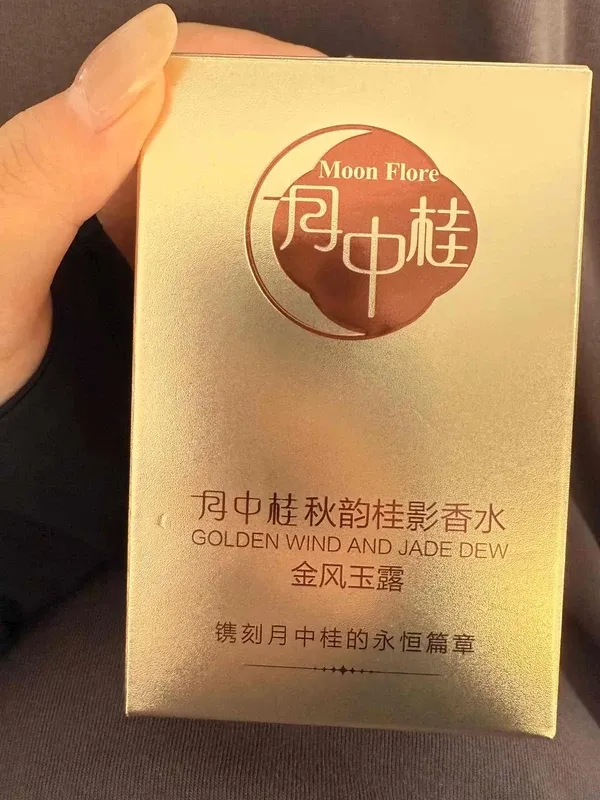 Moon Flore
月中桂
月中桂秋韵桂影香水
GOLDEN WIND AND JADE DEW
金风玉露
镌刻月中桂的永恒篇章